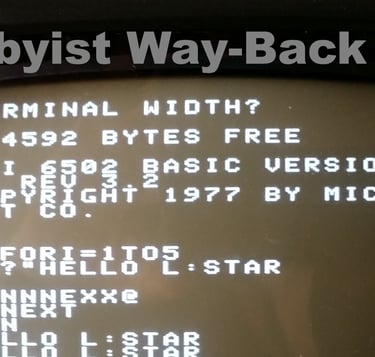 byist Way-Back
RMINAL WIDTH?
4592 BYTES FREE
I 6502 BASIC VERSIO
REV 3.2
PYRIGHT 1977 BY MIC
T CO.
FORI=1TO5
?"HELLO L:STAR
NNNEXX@
NEXT
N
LLO L:STAR
LLO L:STAR